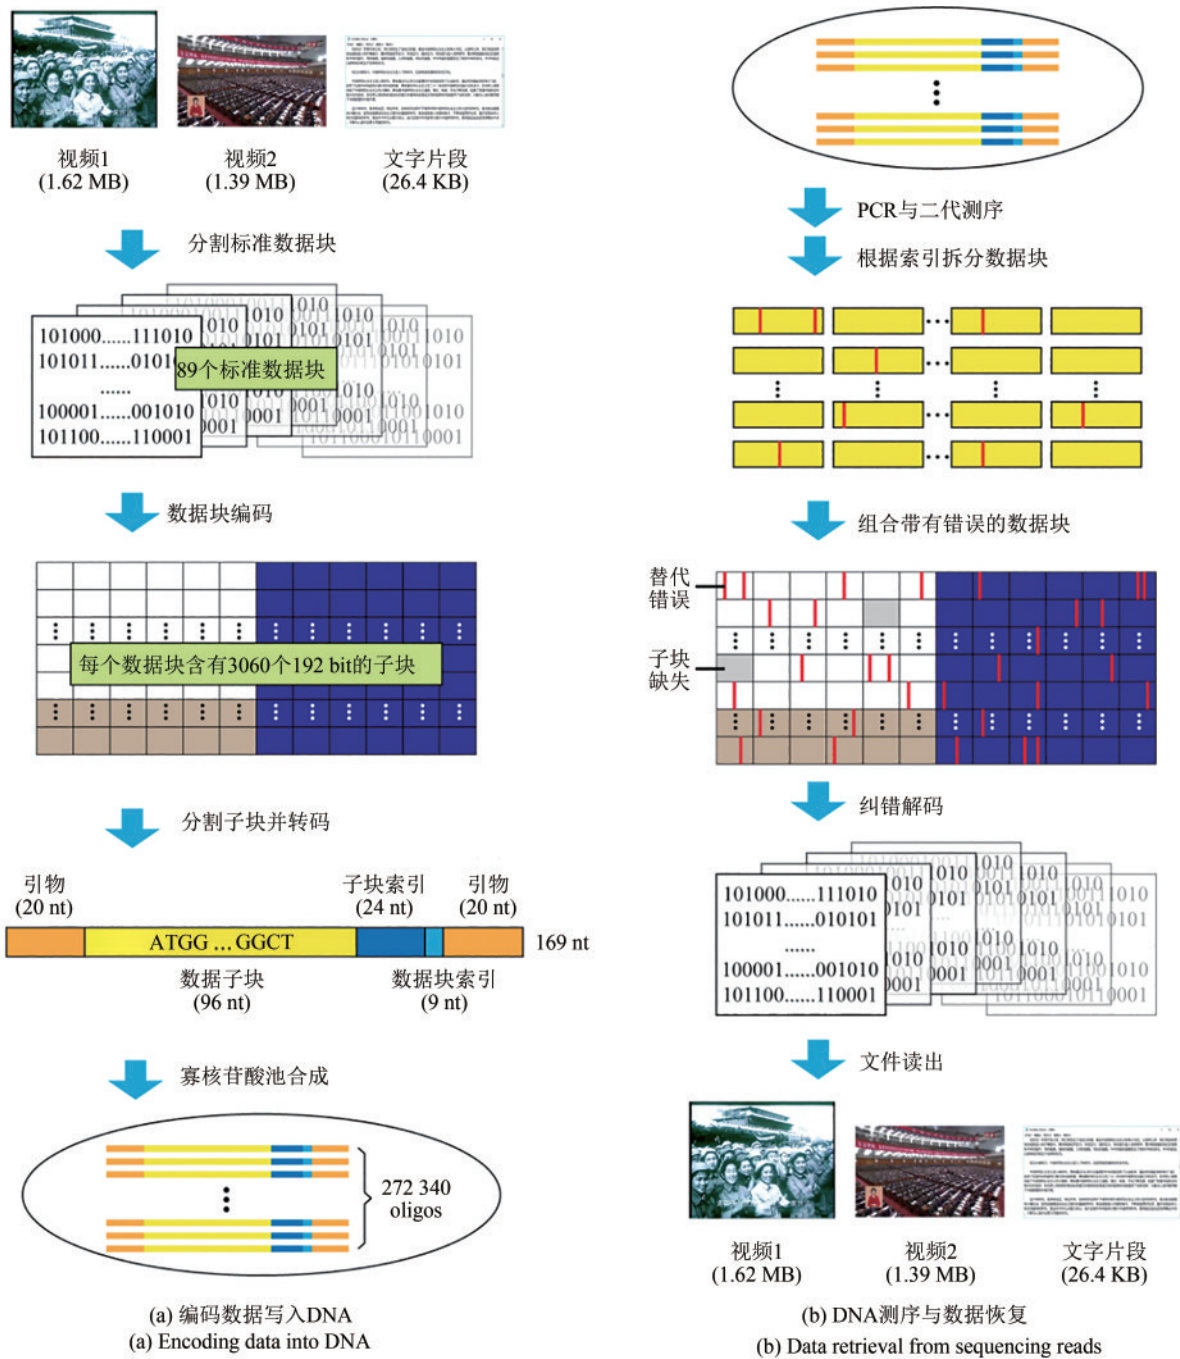 视频1
(1.62 MB)
视频2
(1.39 MB)
文字片段
(26.4 KB)
分割标准数据块
101000......111010
101011......0101
......
100001......001010
101100......110001
89个标准数据块
数据块编码
每个数据块含有3060个192 bit的子块
分割子块并转码
引物
(20 nt)
子块索引
(24 nt)
引物
(20 nt)
ATGG ... GGCT
169 nt
数据子块
(96 nt)
数据块索引
(9 nt)
寡核苷酸池合成
272 340
oligos
(a) 编码数据写入DNA
(a) Encoding data into DNA
PCR与二代测序
根据索引拆分数据块
组合带有错误的数据块
替代
错误
子块
缺失
纠错解码
101000......111010
101011......010101
......
100001......001010
101100......110001
文件读出
视频1
(1.62 MB)
视频2
(1.39 MB)
文字片段
(26.4 KB)
(b) DNA测序与数据恢复
(b) Data retrieval from sequencing reads